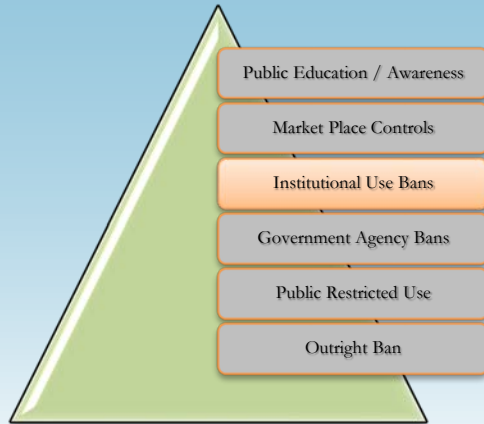 Public Education / Awareness
Market Place Controls
Institutional Use Bans
Government Agency Bans
Public Restricted Use
Outright Ban